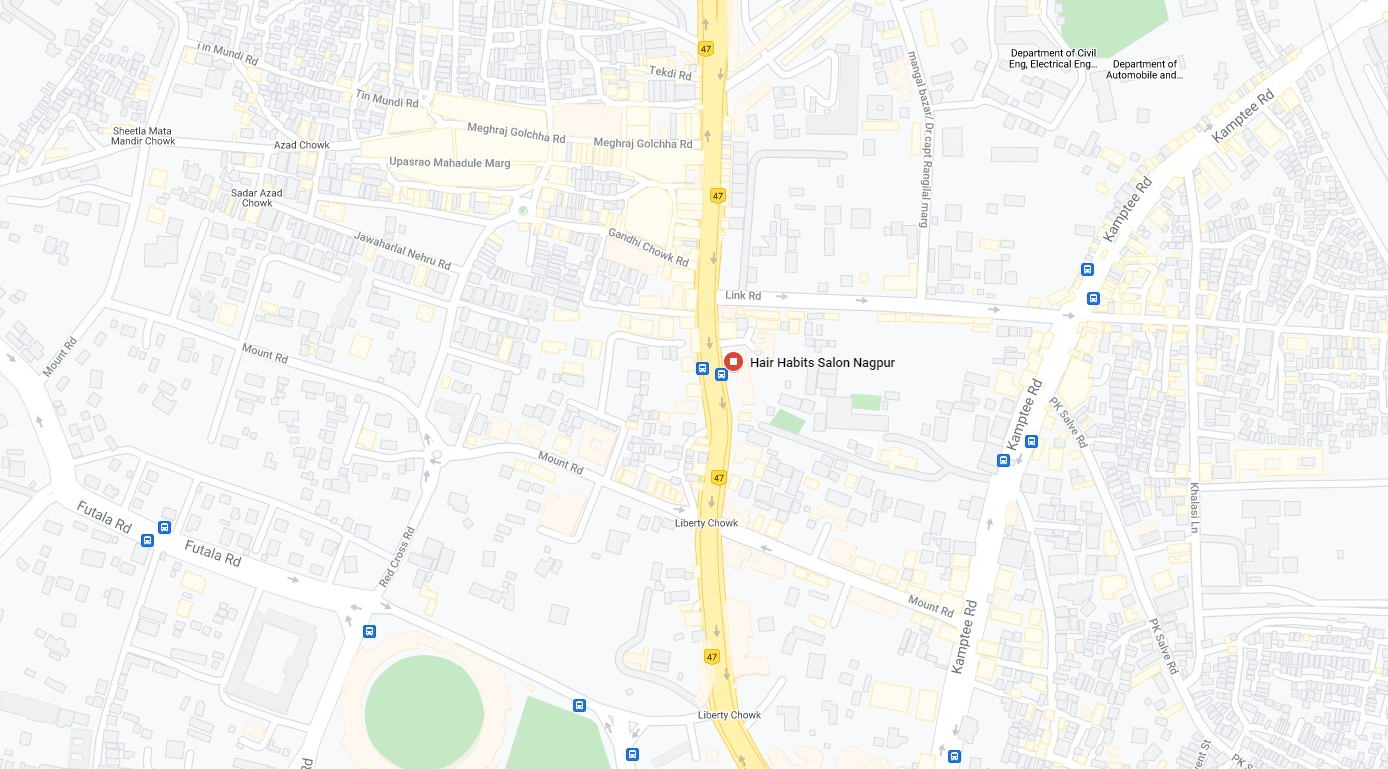 47
Tin Mundi Rd
Tekdi Rd
Department of Civil
Eng, Electrical Eng...
Department of
Automobile and...
mangal bazar/ Dr capt Rangilal marg
Kamptee Rd
Tin Mundi Rd
Sheetla Mata
Mandir Chowk
Azad Chowk
Meghraj Golchha Rd
Meghraj Golchha Rd
Upasrao Mahadule Marg
Sadar Azad
Chowk
47
Kamptee Rd
Jawaharlal Nehru Rd
Gandhi Chowk Rd
Link Rd
Mount Rd
Mount Rd
Hair Habits Salon Nagpur
Kamptee Rd
PK Salve Rd
Mount Rd
47
Khalasi Ln
Futala Rd
Liberty Chowk
Futala Rd
Red Cross Rd
Mount Rd
Kamptee Rd
PK Salve Rd
47
Liberty Chowk
Rd
ent St
PK S